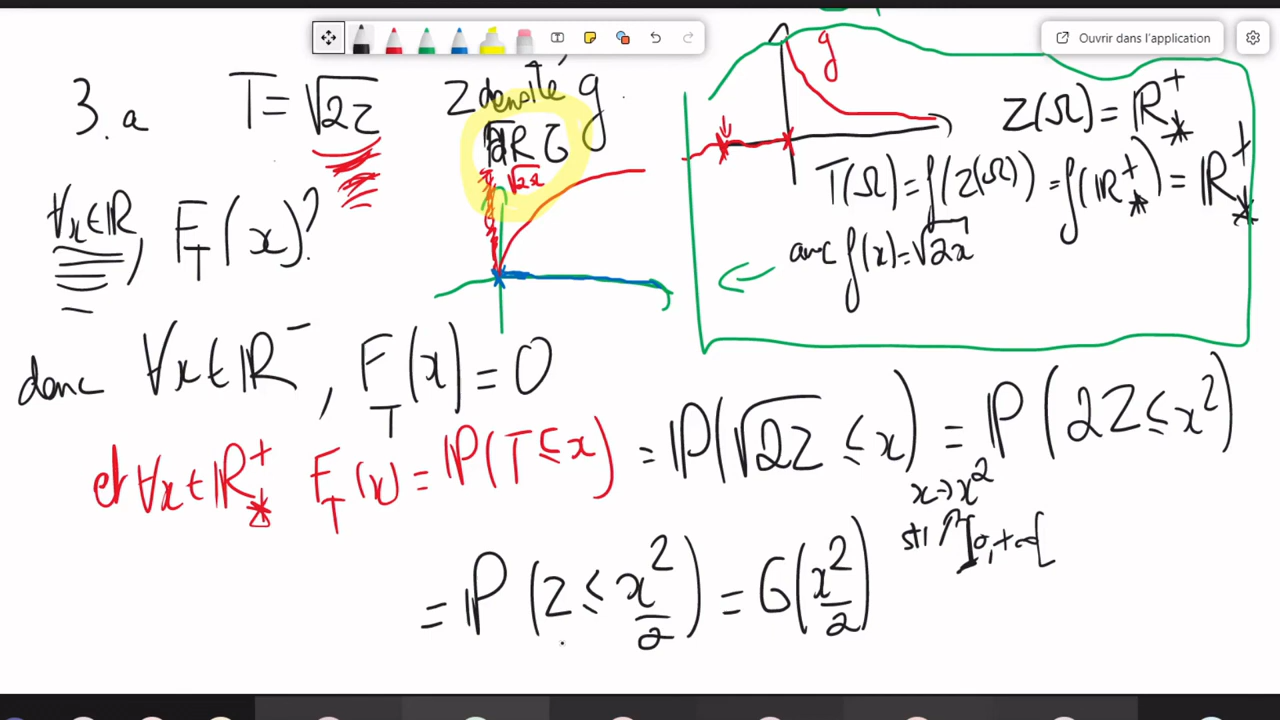 Ouvrir dans l'application
3.a T = √2Z Z densité g
FdR G
∀x∈ℝ, F_T(x)?
√2x
g
Z(Ω) = ℝ⁺*
T(Ω) = f(Z(Ω)) = f(ℝ⁺*) = ℝ⁺*
avec f(x) = √2x
donc ∀x∈ℝ⁻, F_T(x) = 0
et ∀x∈ℝ⁺* F_T(x) = ℙ(T ≤ x) = ℙ(√2Z ≤ x) = ℙ(2Z ≤ x²)
x→x²
st ↑ ]0,+∞[
= ℙ(Z ≤ x²/2) = G(x²/2)